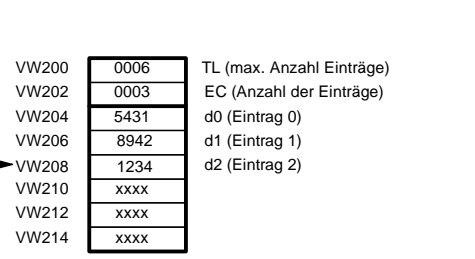 VW200 0006 TL (max. Anzahl Einträge)
VW202 0003 EC (Anzahl der Einträge)
VW204 5431 d0 (Eintrag 0)
VW206 8942 d1 (Eintrag 1)
VW208 1234 d2 (Eintrag 2)
VW210 xxxx
VW212 xxxx
VW214 xxxx